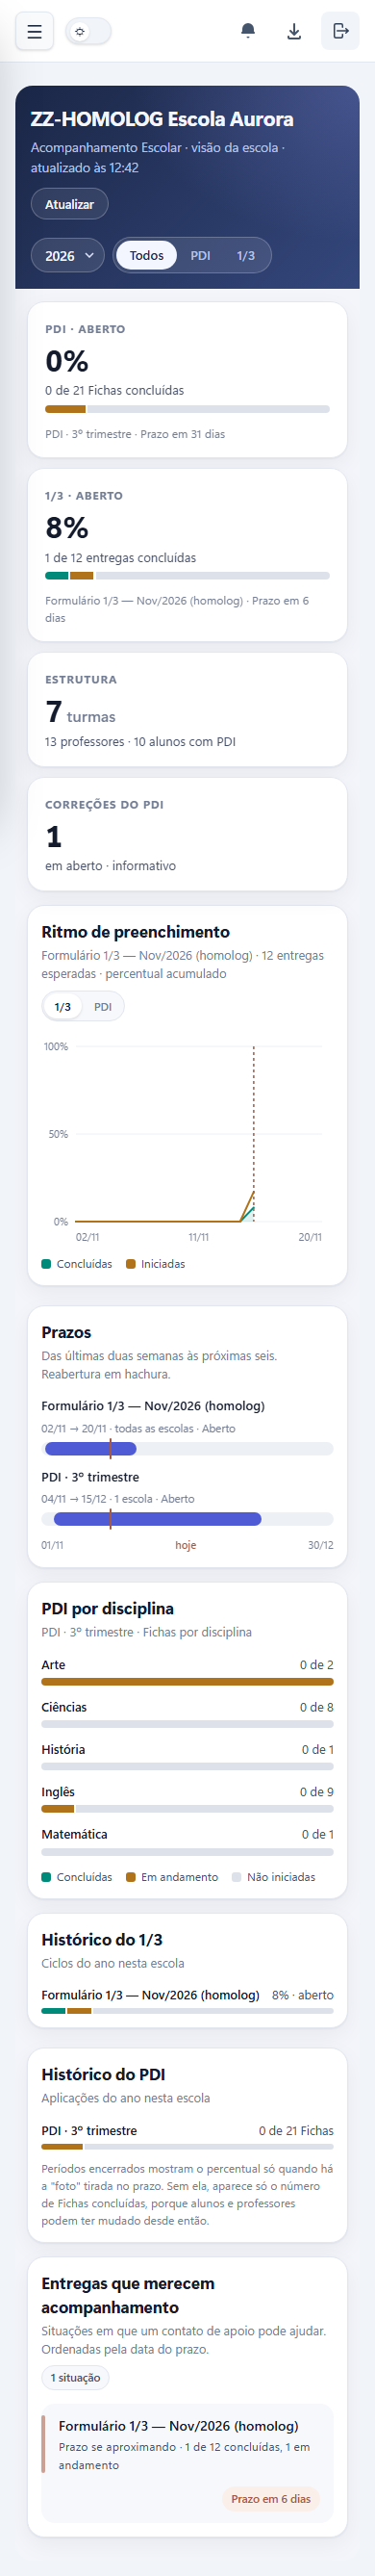 ZZ-HOMOLOG Escola Aurora
Acompanhamento Escolar · visão da escola ·
atualizado às 12:42
Atualizar
2026
Todos PDI 1/3
PDI · ABERTO
0%
0 de 21 Fichas concluídas
PDI · 3º trimestre · Prazo em 31 dias
1/3 · ABERTO
8%
1 de 12 entregas concluídas
Formulário 1/3 — Nov/2026 (homolog) · Prazo em 6
dias
ESTRUTURA
7 turmas
13 professores · 10 alunos com PDI
CORREÇÕES DO PDI
1
em aberto · informativo
Ritmo de preenchimento
Formulário 1/3 — Nov/2026 (homolog) · 12 entregas
esperadas · percentual acumulado
1/3 PDI
100%
50%
0%
02/11 11/11 20/11
Concluídas Iniciadas
Prazos
Das últimas duas semanas às próximas seis.
Reabertura em hachura.
Formulário 1/3 — Nov/2026 (homolog)
02/11 → 20/11 · todas as escolas · Aberto
PDI · 3º trimestre
04/11 → 15/12 · 1 escola · Aberto
01/11 hoje 30/12
PDI por disciplina
PDI · 3º trimestre · Fichas por disciplina
Arte 0 de 2
Ciências 0 de 8
História 0 de 1
Inglês 0 de 9
Matemática 0 de 1
Concluídas Em andamento Não iniciadas
Histórico do 1/3
Ciclos do ano nesta escola
Formulário 1/3 — Nov/2026 (homolog) 8% · aberto
Histórico do PDI
Aplicações do ano nesta escola
PDI · 3º trimestre 0 de 21 Fichas
Períodos encerrados mostram o percentual só quando há
a "foto" tirada no prazo. Sem ela, aparece só o número
de Fichas concluídas, porque alunos e professores
podem ter mudado desde então.
Entregas que merecem
acompanhamento
Situações em que um contato de apoio pode ajudar.
Ordenadas pela data do prazo.
1 situação
Formulário 1/3 — Nov/2026 (homolog)
Prazo se aproximando · 1 de 12 concluídas, 1 em
andamento
Prazo em 6 dias